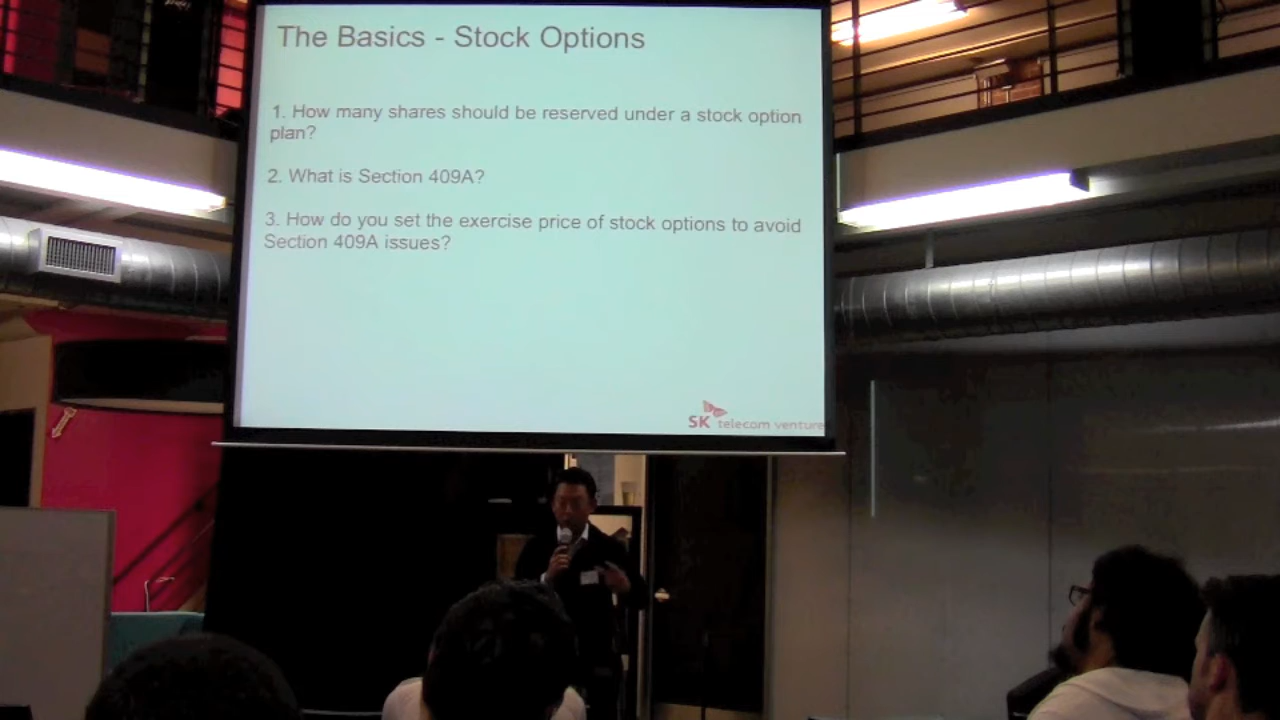 The Basics - Stock Options
1. How many shares should be reserved under a stock option
plan?
2. What is Section 409A?
3. How do you set the exercise price of stock options to avoid
Section 409A issues?
SK telecom venture